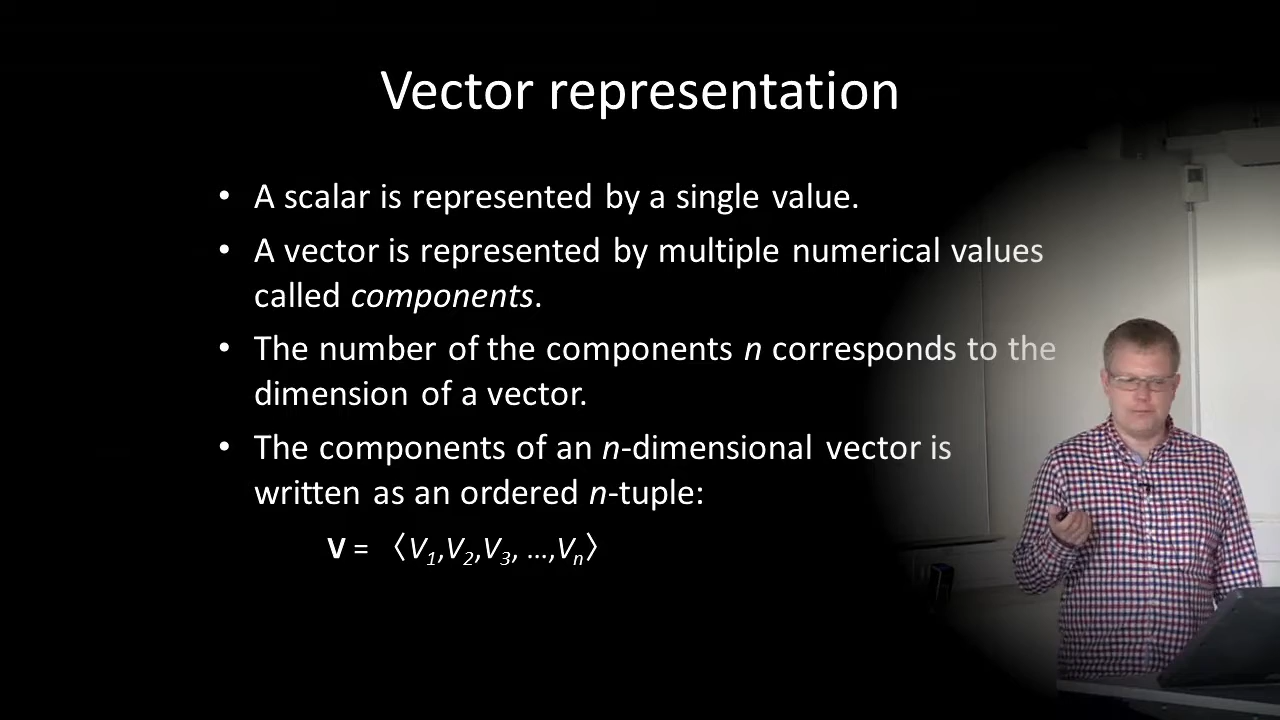 Vector representation
• A scalar is represented by a single value.
• A vector is represented by multiple numerical values
called components.
• The number of the components n corresponds to the
dimension of a vector.
• The components of an n-dimensional vector is
written as an ordered n-tuple:
V = 〈V₁,V₂,V₃, ...,Vₙ〉